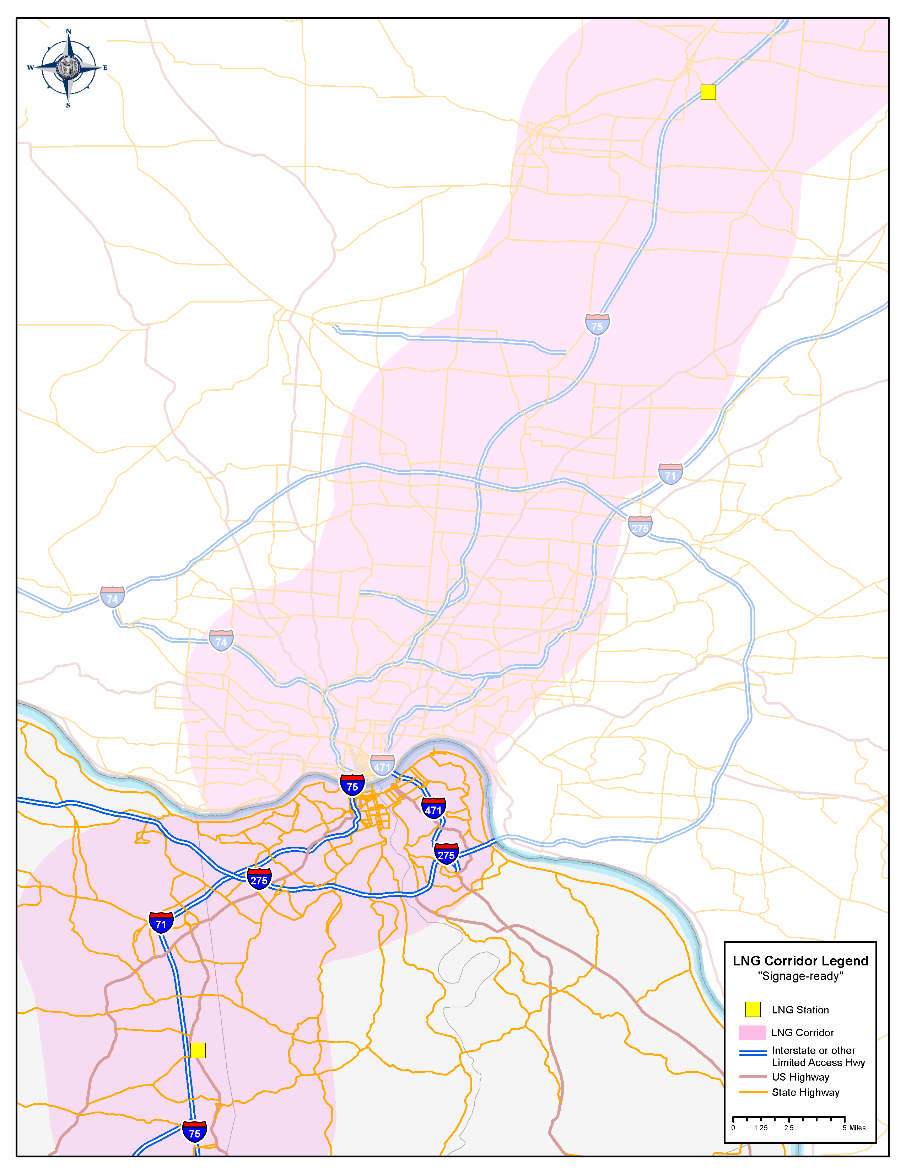 N
W E
S
75
71
275
74
74
471
75
471
275
275
71
75
LNG Corridor Legend
"Signage-ready"
LNG Station
LNG Corridor
Interstate or other
Limited Access Hwy
US Highway
State Highway
0 1.25 2.5 5 Miles